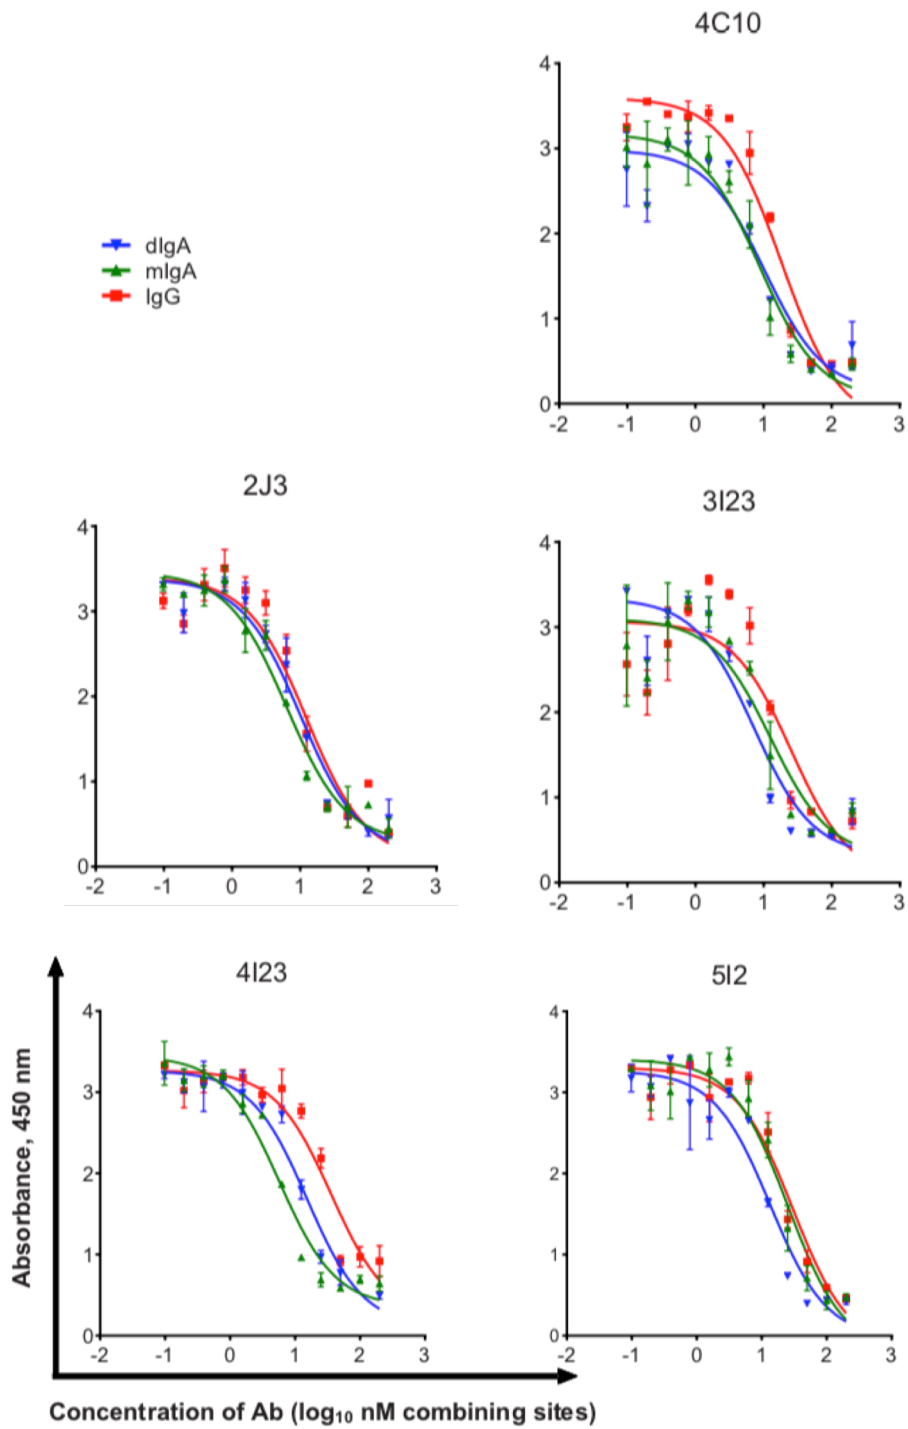 4C10
4
3
2
1
0
-2 -1 0 1 2 3
dIgA
mIgA
IgG
2J3
4
3
2
1
0
-2 -1 0 1 2 3
3I23
4
3
2
1
0
-2 -1 0 1 2 3
4I23
4
3
2
1
0
-2 -1 0 1 2 3
5I2
4
3
2
1
0
-2 -1 0 1 2 3
Absorbance, 450 nm
Concentration of Ab (log₁₀ nM combining sites)